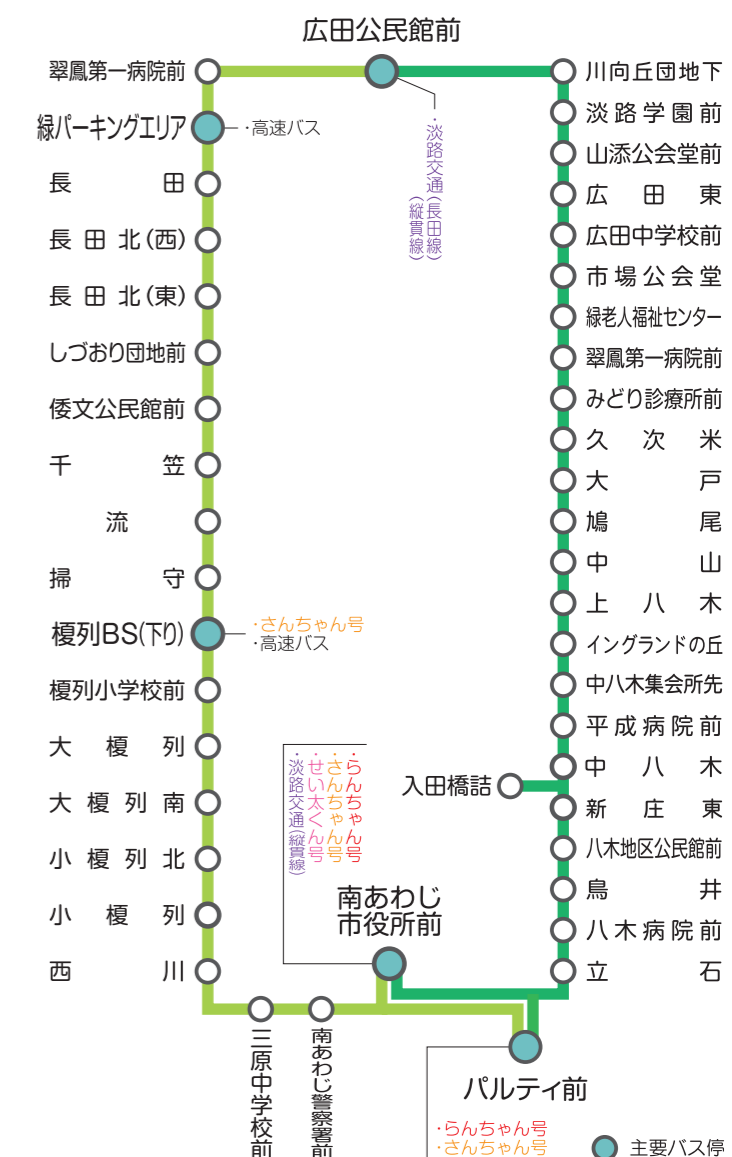 広田公民館前
翠鳳第一病院前
緑パーキングエリア
・高速バス
長田
長田北(西)
長田北(東)
しづおり団地前
倭文公民館前
千笠
流
掃守
榎列BS(下り)
・さんちゃん号
・高速バス
榎列小学校前
大榎列
大榎列南
小榎列北
小榎列
西川
三原中学校前
南あわじ警察署前
・淡路交通(長田線)
(縦貫線)
川向丘団地下
淡路学園前
山添公会堂前
広田東
広田中学校前
市場公会堂
緑老人福祉センター
翠鳳第一病院前
みどり診療所前
久次米
大戸
鳩尾
中山
上八木
イングランドの丘
中八木集会所先
平成病院前
中八木
入田橋詰
新庄東
八木地区公民館前
鳥井
八木病院前
立石
・らんちゃん号
・さんちゃん号
・せい太くん号
・淡路交通(縦貫線)
南あわじ
市役所前
パルティ前
・らんちゃん号
・さんちゃん号
主要バス停